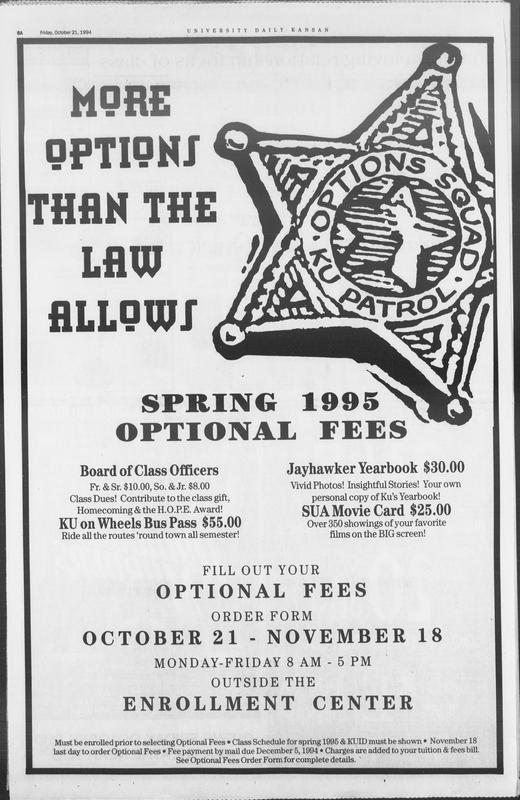 8A
Friday, October 21, 1994
UNIVERSITY DAILY KANSAN
MORE
OPTIONS
THAN THE
LAW
ALLOWS
OPTIONS SQUAD
KU PATROL
SPRING 1995
OPTIONAL FEES
Board of Class Officers
Fr. & Sr. $10.00, So. & Jr. $8.00
Class Dues! Contribute to the class gift,
Homecoming & the H.O.P.E. Award!
KU on Wheels Bus Pass $55.00
Ride all the routes 'round town all semester!
Jayhawker Yearbook $30.00
Vivid Photos! Insightful Stories! Your own
personal copy of Ku's Yearbook!
SUA Movie Card $25.00
Over 350 showings of your favorite
films on the BIG screen!
FILL OUT YOUR
OPTIONAL FEES
ORDER FORM
OCTOBER 21 - NOVEMBER 18
MONDAY-FRIDAY 8 AM - 5 PM
OUTSIDE THE
ENROLLMENT CENTER
Must be enrolled prior to selecting Optional Fees • Class Schedule for spring 1995 & KUID must be shown • November 18
last day to order Optional Fees • Fee payment by mail due December 5, 1994 • Charges are added to your tuition & fees bill.
See Optional Fees Order Form for complete details.